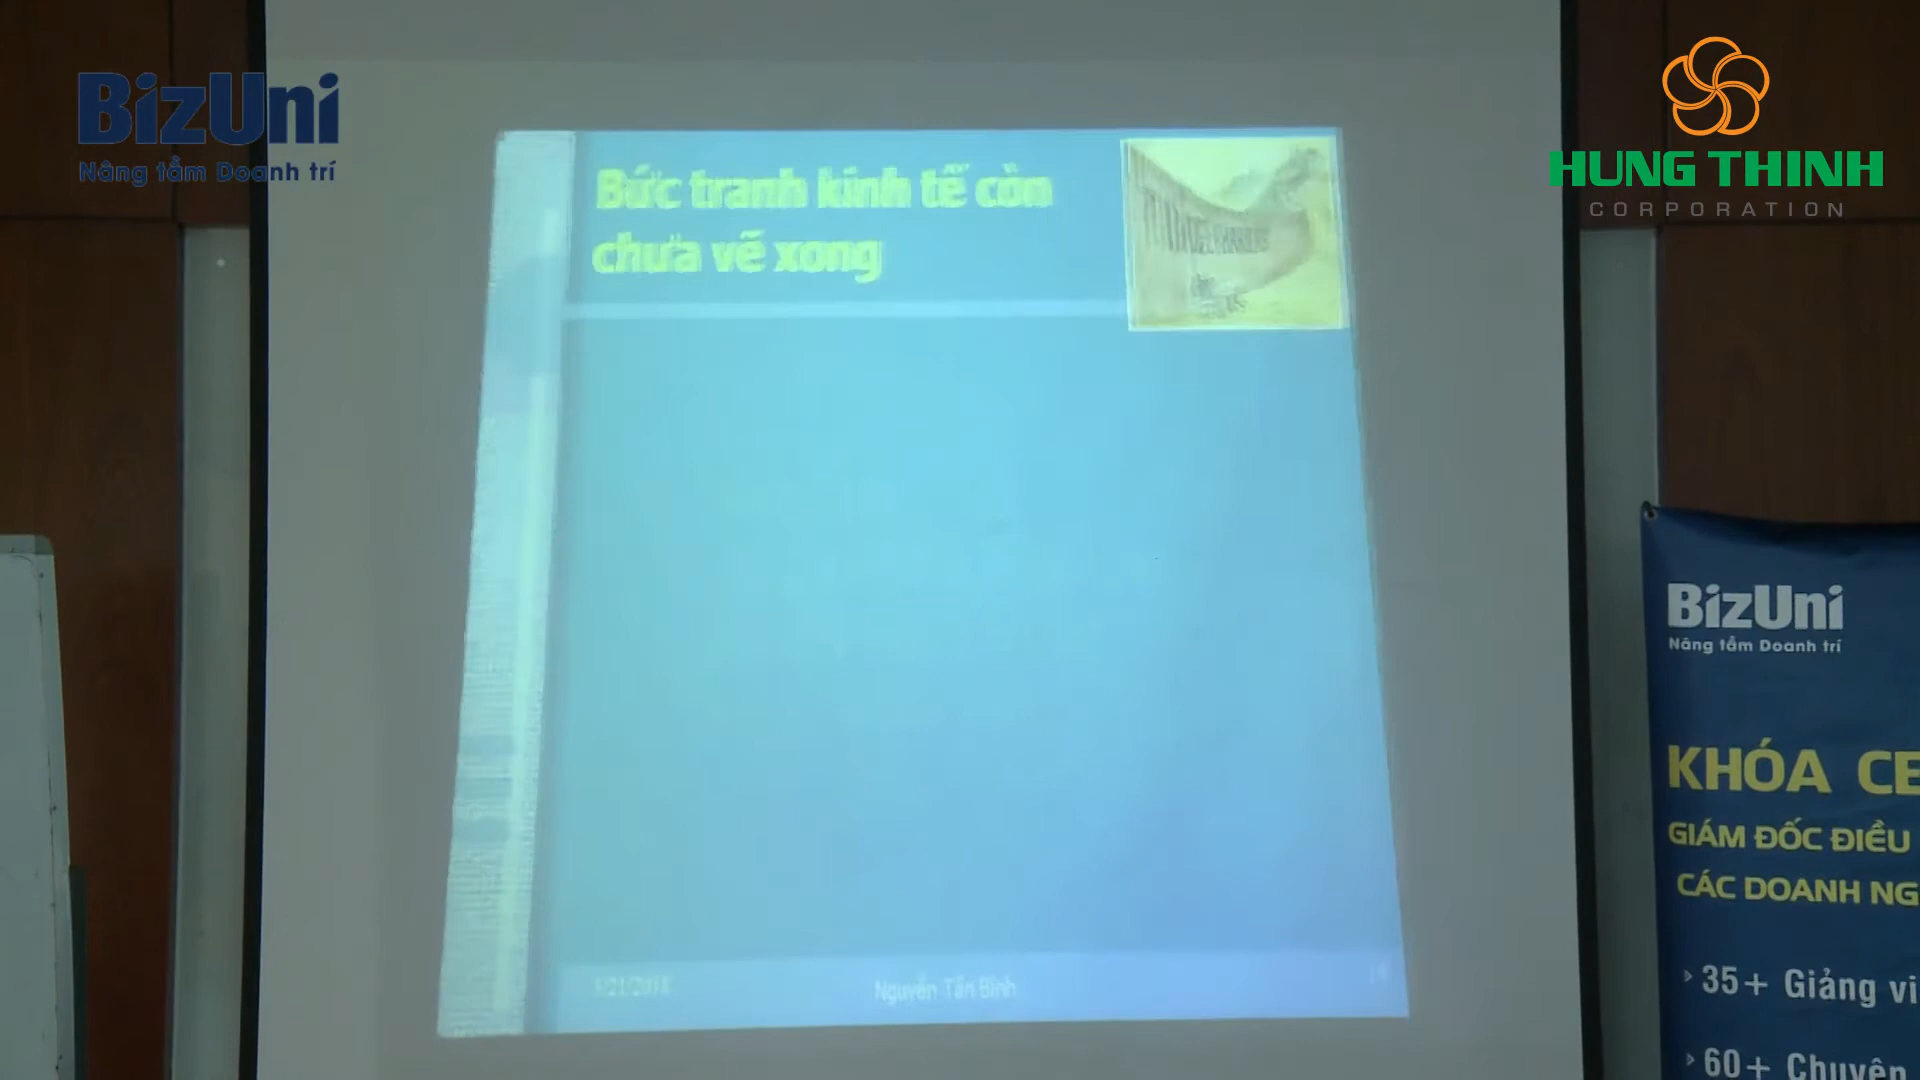 BizUni
Nâng tầm Doanh trí
HUNG THINH
CORPORATION
Bức tranh kinh tế còn
chưa vẽ xong
Nguyễn Tấn Bình
BizUni
Nâng tầm Doanh trí
KHÓA CE
GIÁM ĐỐC ĐIỀU
CÁC DOANH NG
35+ Giảng vi
60+ Chuyên